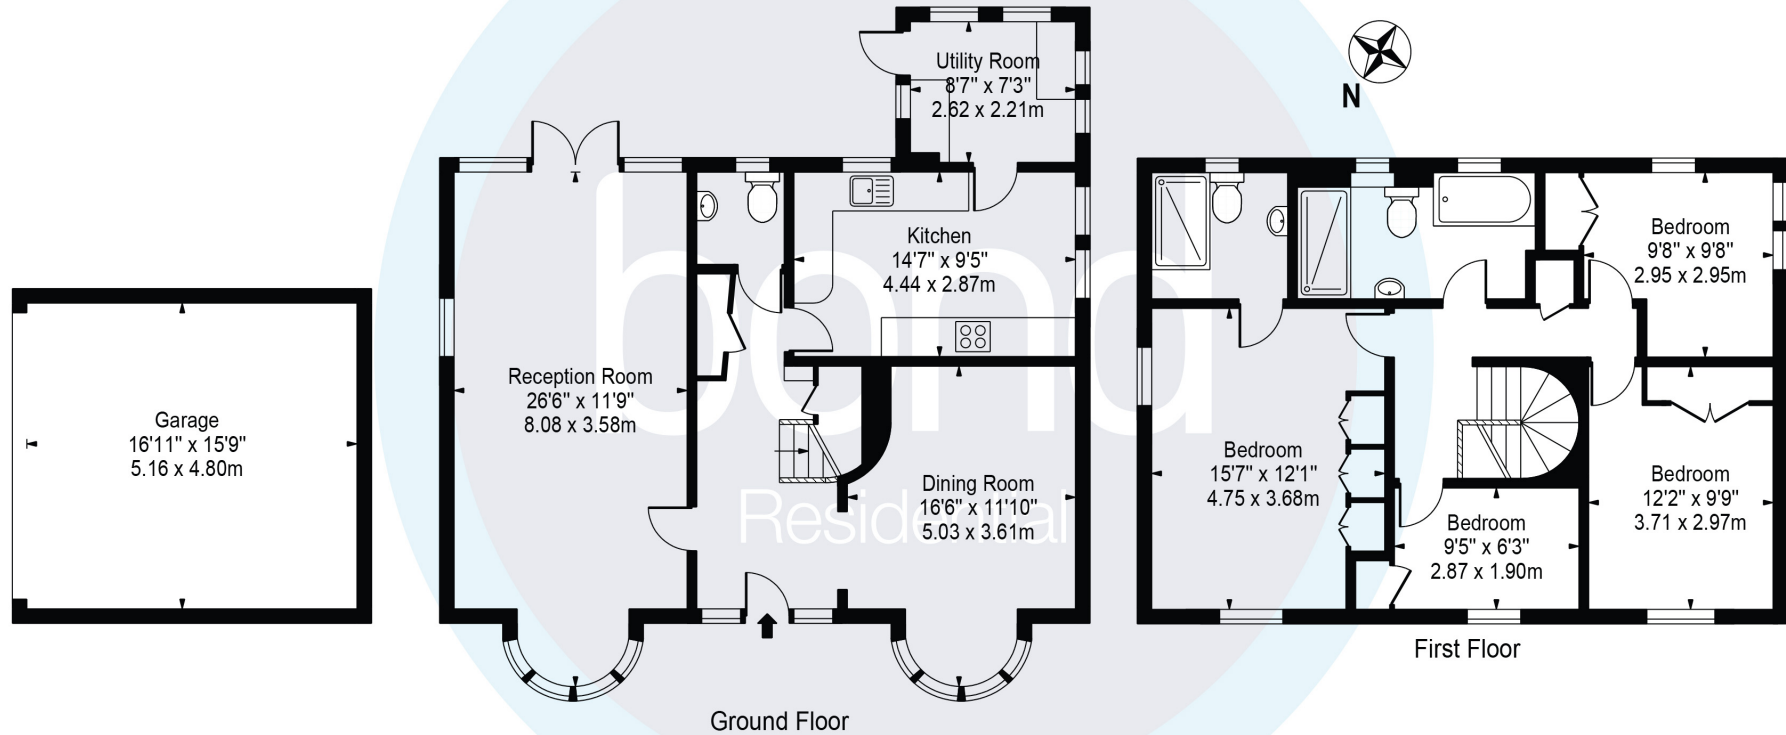 Garage
16'11" x 15'9"
5.16 x 4.80m
Reception Room
26'6" x 11'9"
8.08 x 3.58m
Utility Room
8'7" x 7'3"
2.62 x 2.21m
Kitchen
14'7" x 9'5"
4.44 x 2.87m
Dining Room
16'6" x 11'10"
5.03 x 3.61m
bond
Residential
Ground Floor
N
Bedroom
9'8" x 9'8"
2.95 x 2.95m
Bedroom
15'7" x 12'1"
4.75 x 3.68m
Bedroom
12'2" x 9'9"
3.71 x 2.97m
Bedroom
9'5" x 6'3"
2.87 x 1.90m
First Floor